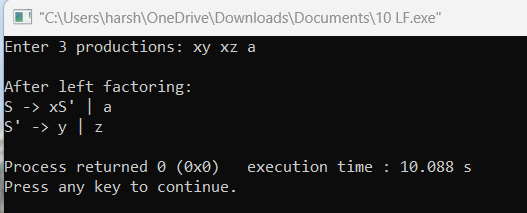 "C:\Users\harsh\OneDrive\Downloads\Documents\10 LF.exe"
Enter 3 productions: xy xz a
After left factoring:
S -> xS' | a
S' -> y | z
Process returned 0 (0x0)   execution time : 10.088 s
Press any key to continue.